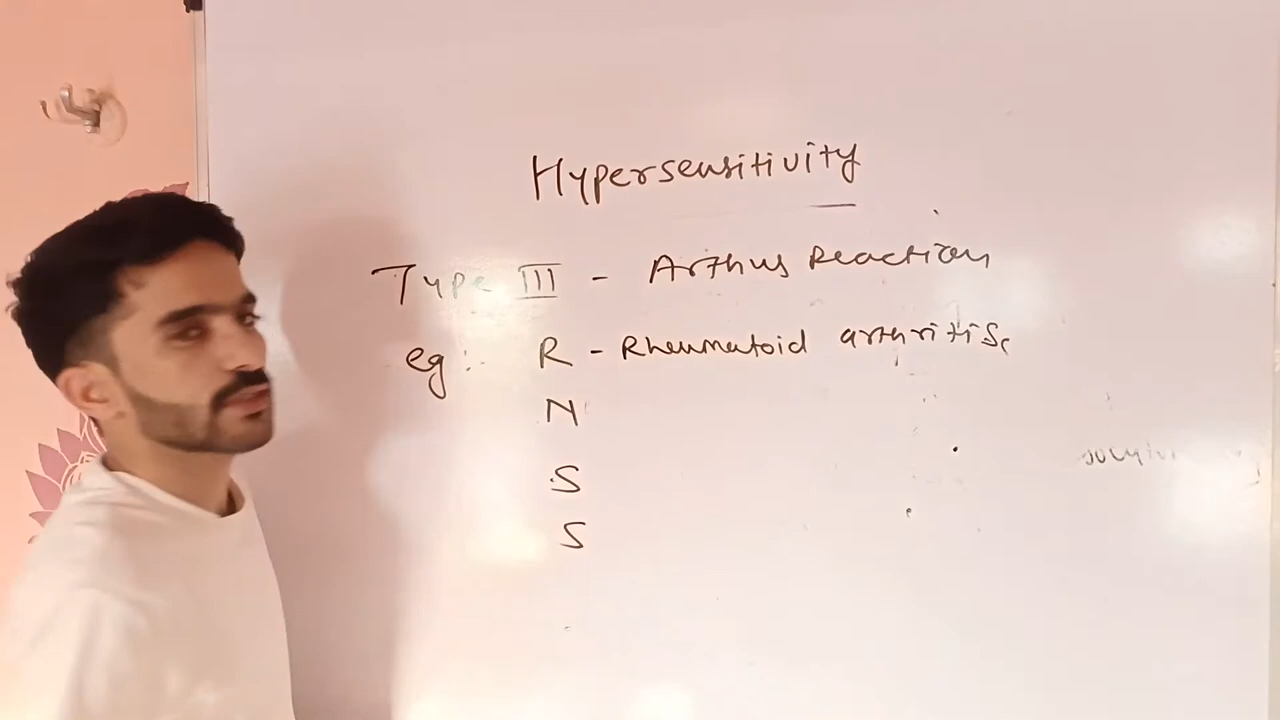 Hypersensitivity
Type III - Arthus Reaction
eg:- R - Rheumatoid arthritis
N
S
S